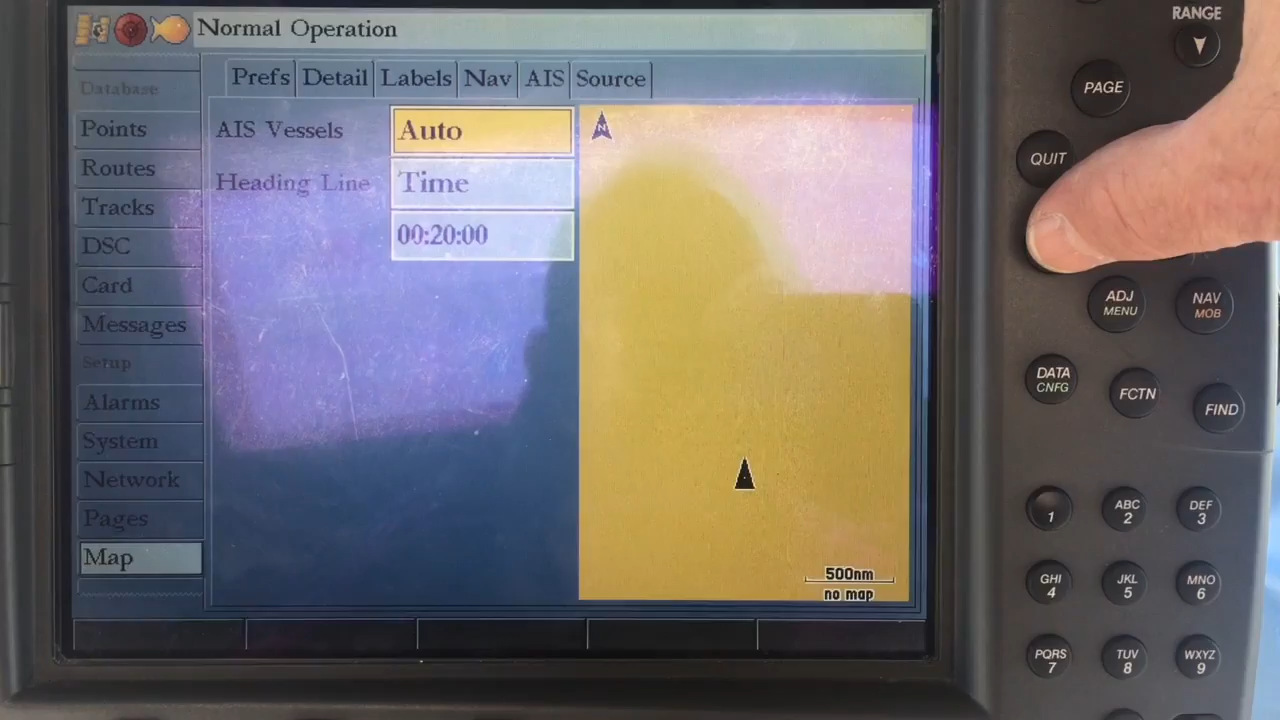 Normal Operation
Database
Points
Routes
Tracks
DSC
Card
Messages
Setup
Alarms
System
Network
Pages
Map
Prefs Detail Labels Nav AIS Source
AIS Vessels Auto
Heading Line Time
00:20:00
N
500nm
no map
RANGE
PAGE
QUIT
ADJ
MENU
NAV
MOB
DATA
CNFG
FCTN
FIND
1
ABC
2
DEF
3
GHI
4
JKL
5
MNO
6
PQRS
7
TUV
8
WXYZ
9